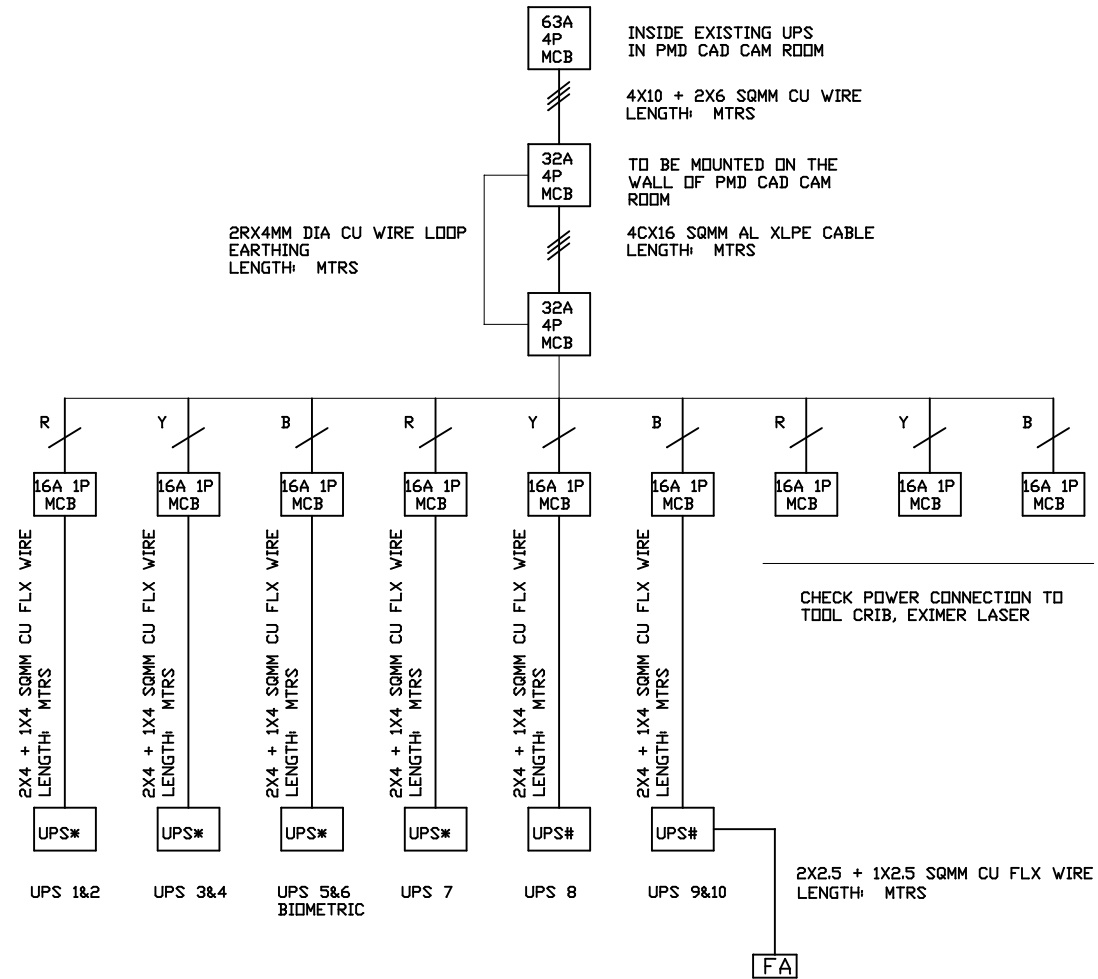 63A
4P
MCB
INSIDE EXISTING UPS
IN PMD CAD CAM ROOM
4X10 + 2X6 SQMM CU WIRE
LENGTH: MTRS
32A
4P
MCB
TO BE MOUNTED ON THE
WALL OF PMD CAD CAM
ROOM
2RX4MM DIA CU WIRE LOOP
EARTHING
LENGTH: MTRS
4CX16 SQMM AL XLPE CABLE
LENGTH: MTRS
32A
4P
MCB
R
Y
B
R
Y
B
R
Y
B
16A 1P
MCB
16A 1P
MCB
16A 1P
MCB
16A 1P
MCB
16A 1P
MCB
16A 1P
MCB
16A 1P
MCB
16A 1P
MCB
16A 1P
MCB
2X4 + 1X4 SQMM CU FLX WIRE
LENGTH: MTRS
2X4 + 1X4 SQMM CU FLX WIRE
LENGTH: MTRS
2X4 + 1X4 SQMM CU FLX WIRE
LENGTH: MTRS
2X4 + 1X4 SQMM CU FLX WIRE
LENGTH: MTRS
2X4 + 1X4 SQMM CU FLX WIRE
LENGTH: MTRS
2X4 + 1X4 SQMM CU FLX WIRE
LENGTH: MTRS
CHECK POWER CONNECTION TO
TOOL CRIB, EXIMER LASER
UPS*
UPS*
UPS*
UPS*
UPS#
UPS#
UPS 1&2
UPS 3&4
UPS 5&6
BIOMETRIC
UPS 7
UPS 8
UPS 9&10
2X2.5 + 1X2.5 SQMM CU FLX WIRE
LENGTH: MTRS
FA